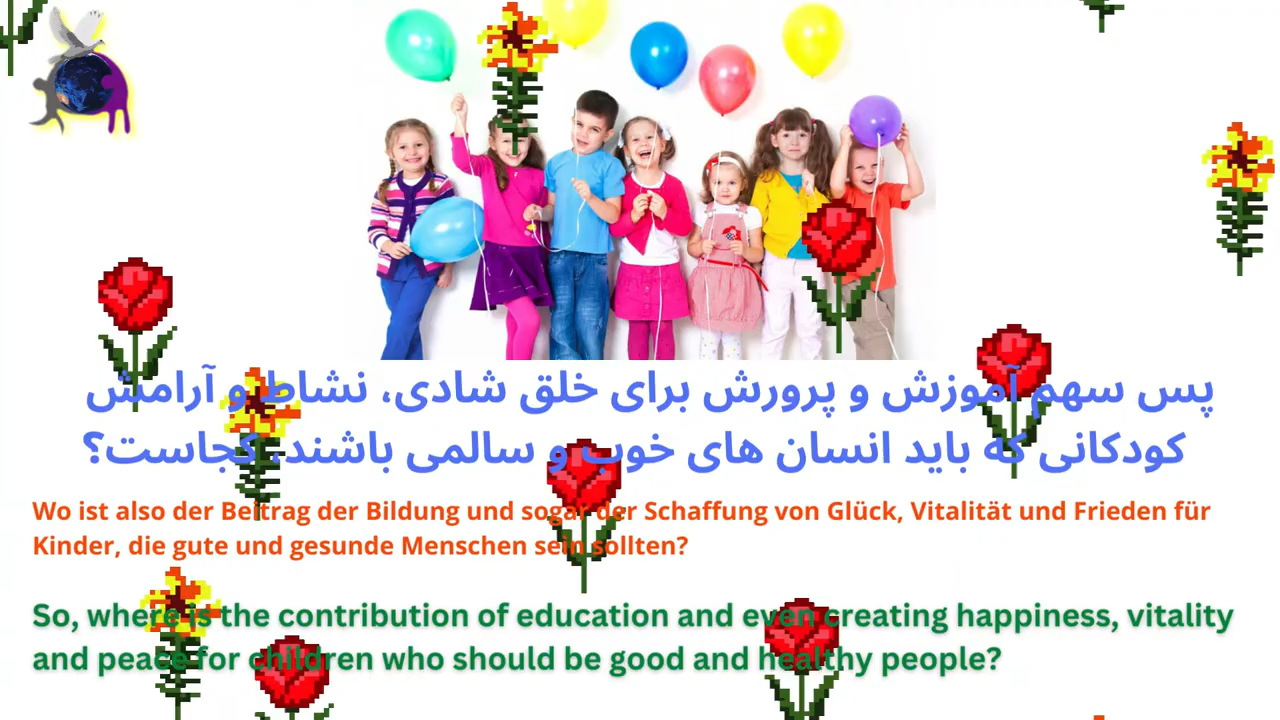 پس سهم آموزش و پرورش برای خلق شادی، نشاط و آرامش
کودکانی که باید انسان های خوب و سالمی باشند، کجاست؟
Wo ist also der Beitrag der Bildung und sogar der Schaffung von Glück, Vitalität und Frieden für
Kinder, die gute und gesunde Menschen sein sollten?
So, where is the contribution of education and even creating happiness, vitality
and peace for children who should be good and healthy people?